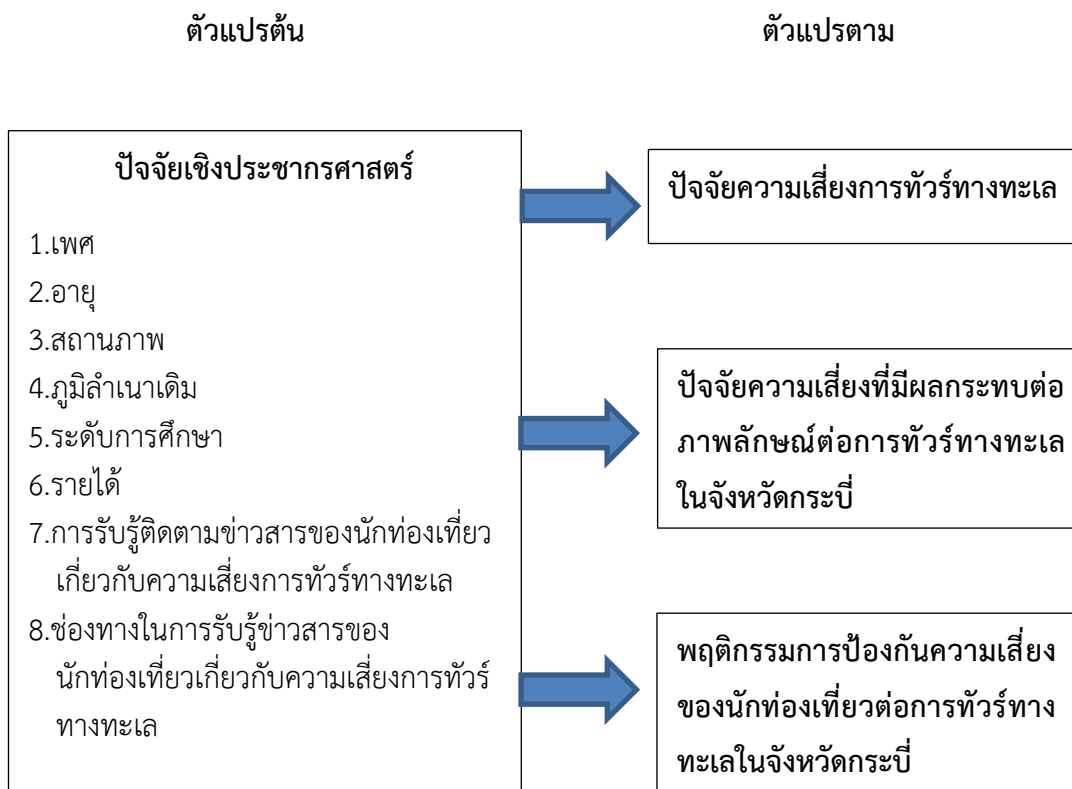 ตัวแปรต้น
ตัวแปรตาม
ปัจจัยเชิงประชากรศาสตร์
1.เพศ
2.อายุ
3.สถานภาพ
4.ภูมิลำเนาเดิม
5.ระดับการศึกษา
6.รายได้
7.การรับรู้ติดตามข่าวสารของนักท่องเที่ยว
เกี่ยวกับความเสี่ยงการทัวร์ทางทะเล
8.ช่องทางในการรับรู้ข่าวสารของ
นักท่องเที่ยวเกี่ยวกับความเสี่ยงการทัวร์
ทางทะเล
ปัจจัยความเสี่ยงการทัวร์ทางทะเล
ปัจจัยความเสี่ยงที่มีผลกระทบต่อ
ภาพลักษณ์ต่อการทัวร์ทางทะเล
ในจังหวัดกระบี่
พฤติกรรมการป้องกันความเสี่ยง
ของนักท่องเที่ยวต่อการทัวร์ทาง
ทะเลในจังหวัดกระบี่